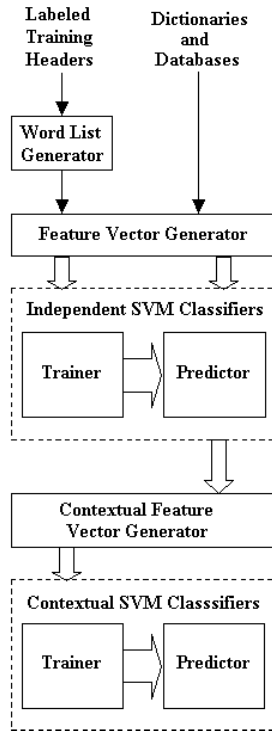 Labeled
Training
Headers
Dictionaries
and
Databases
Word List
Generator
Feature Vector Generator
Independent SVM Classifiers
Trainer
Predictor
Contextual Feature
Vector Generator
Contextual SVM Classsifiers
Trainer
Predictor